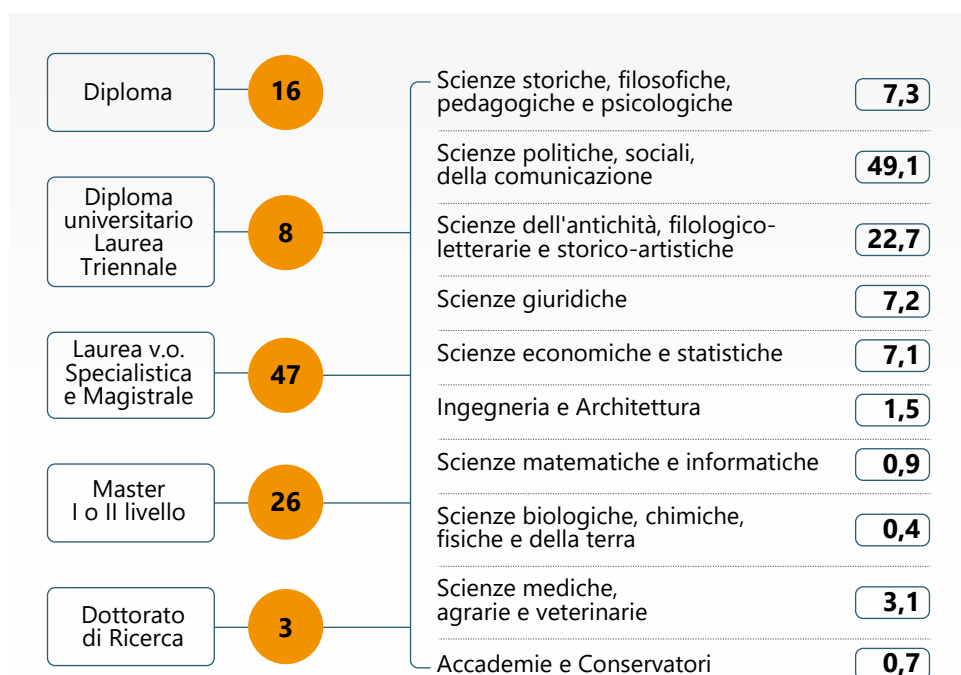 Diploma
16
Diploma
universitario
Laurea
Triennale
8
Laurea v.o.
Specialistica
e Magistrale
47
Master
I o II livello
26
Dottorato
di Ricerca
3
Scienze storiche, filosofiche,
pedagogiche e psicologiche
7,3
Scienze politiche, sociali,
della comunicazione
49,1
Scienze dell'antichità, filologico-
letterarie e storico-artistiche
22,7
Scienze giuridiche
7,2
Scienze economiche e statistiche
7,1
Ingegneria e Architettura
1,5
Scienze matematiche e informatiche
0,9
Scienze biologiche, chimiche,
fisiche e della terra
0,4
Scienze mediche,
agrarie e veterinarie
3,1
Accademie e Conservatori
0,7